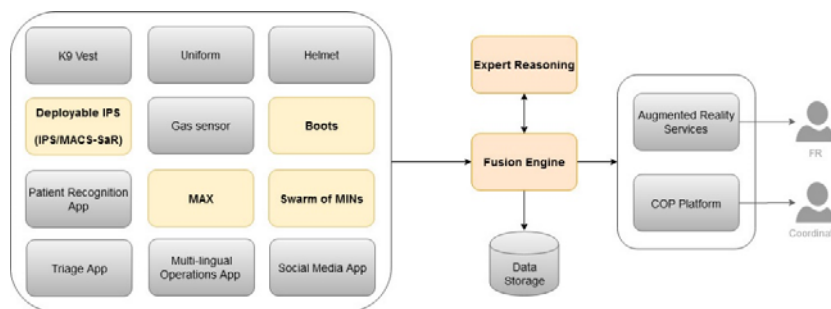 K9 Vest
Uniform
Helmet
Expert Reasoning
Deployable IPS
(IPS/MACS-SaR)
Gas sensor
Boots
Augmented Reality
Services
FR
Fusion Engine
Patient Recognition
App
MAX
Swarm of MINs
COP Platform
Triage App
Multi-lingual
Operations App
Social Media App
Data
Storage